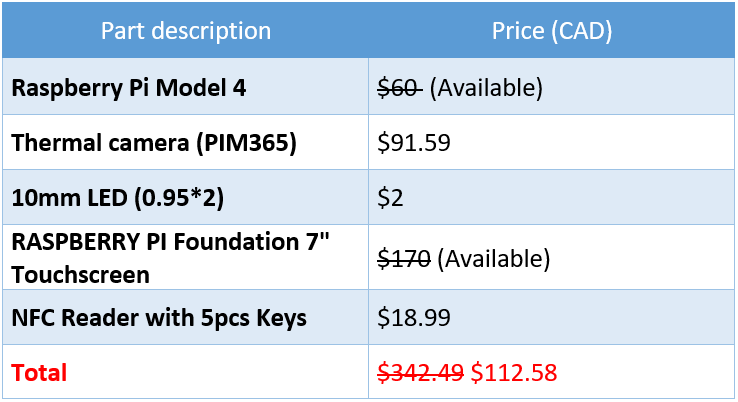 Part description Price (CAD)
Raspberry Pi Model 4 $60 (Available)
Thermal camera (PIM365) $91.59
10mm LED (0.95*2) $2
RASPBERRY PI Foundation 7"
Touchscreen $170 (Available)
NFC Reader with 5pcs Keys $18.99
Total $342.49 $112.58